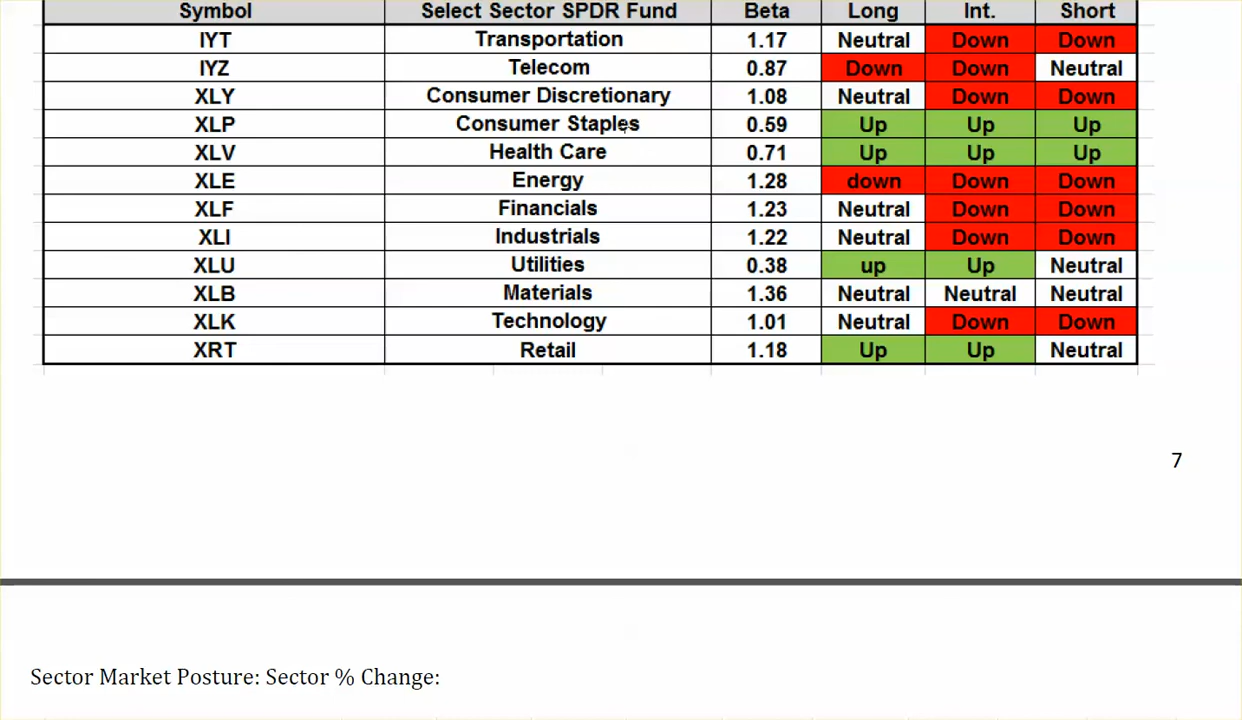 Symbol Select Sector SPDR Fund Beta Long Int. Short
IYT Transportation 1.17 Neutral Down Down
IYZ Telecom 0.87 Down Down Neutral
XLY Consumer Discretionary 1.08 Neutral Down Down
XLP Consumer Staples 0.59 Up Up Up
XLV Health Care 0.71 Up Up Up
XLE Energy 1.28 down Down Down
XLF Financials 1.23 Neutral Down Down
XLI Industrials 1.22 Neutral Down Down
XLU Utilities 0.38 up Up Neutral
XLB Materials 1.36 Neutral Neutral Neutral
XLK Technology 1.01 Neutral Down Down
XRT Retail 1.18 Up Up Neutral
7
Sector Market Posture: Sector % Change: